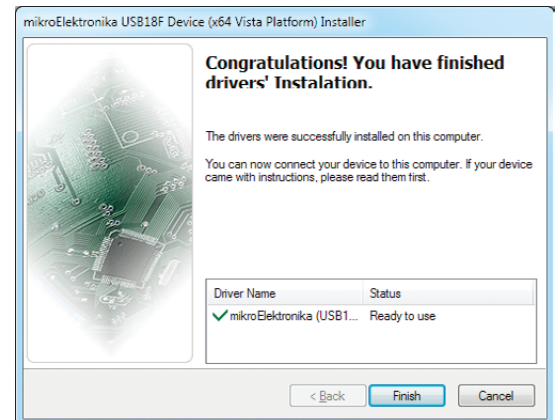 mikroElektronika USB18F Device (x64 Vista Platform) Installer
Congratulations! You have finished
drivers' Instalation.
The drivers were successfully installed on this computer.
You can now connect your device to this computer. If your device
came with instructions, please read them first.
Driver Name Status
mikroElektronika (USB1... Ready to use
< Back Finish Cancel